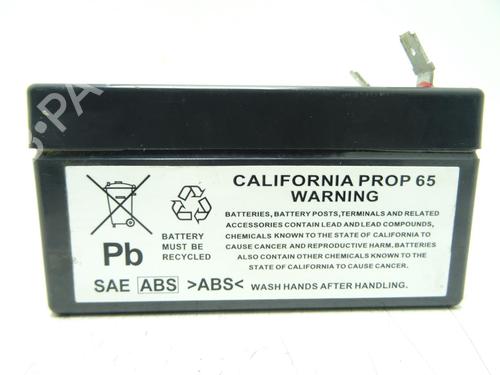 CALIFORNIA PROP 65
WARNING
BATTERIES, BATTERY POSTS,TERMINALS AND RELATED
ACCESSORIES CONTAIN LEAD AND LEAD COMPOUNDS,
CHEMICALS KNOWN TO THE STATE OF CALIFORNIA TO
CAUSE CANCER AND REPRODUCTIVE HARM. BATTERIES
ALSO CONTAIN OTHER CHEMICALS KNOWN TO THE
STATE OF CALIFORNIA TO CAUSE CANCER.
WASH HANDS AFTER HANDLING.
Pb
BATTERY
MUST BE
RECYCLED
SAE ABS >ABS<